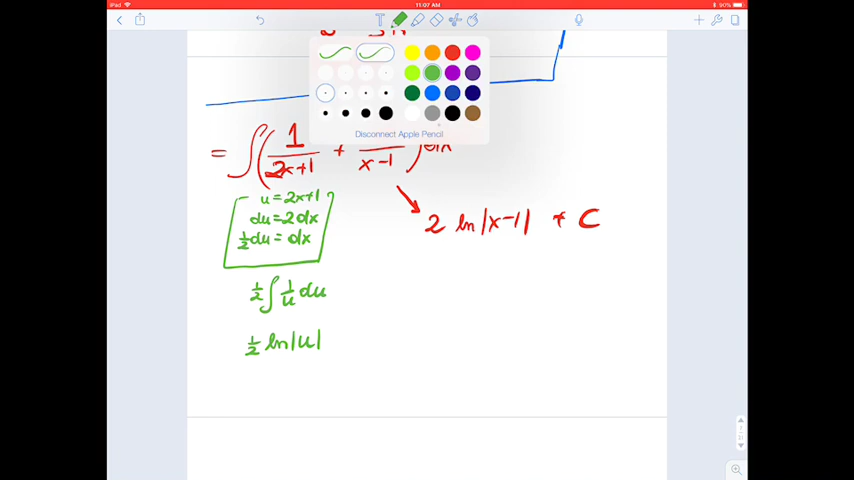 iPad
11:07 AM
90%
T
Disconnect Apple Pencil
= ∫( 1/2x+1 + /x-1 ) dx
u = 2x+1
du = 2dx
½du = dx
2 ln|x-1| + C
½ ∫ 1/u du
½ ln|u|